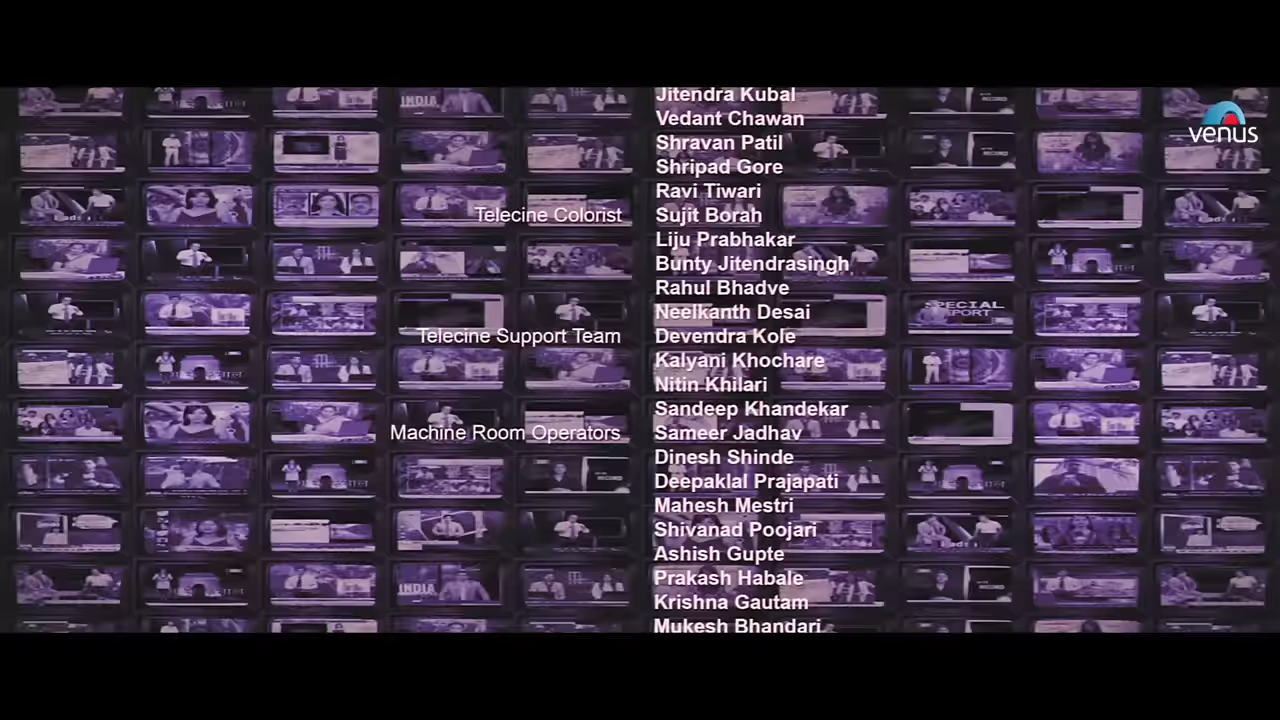 Jitendra Kubal
venus
Vedant Chawan
Shravan Patil
Shripad Gore
Ravi Tiwari
Telecine Colorist Sujit Borah
Liju Prabhakar
Bunty Jitendrasingh
Rahul Bhadve
Neelkanth Desai
SPECIAL
Telecine Support Team Devendra Kole
Kalyani Khochare
Nitin Khilari
Sandeep Khandekar
Machine Room Operators Sameer Jadhav
Dinesh Shinde
Deepaklal Prajapati
Mahesh Mestri
Shivanad Poojari
Ashish Gupte
Prakash Habale
INDIA
Krishna Gautam
Mukesh Bhandari